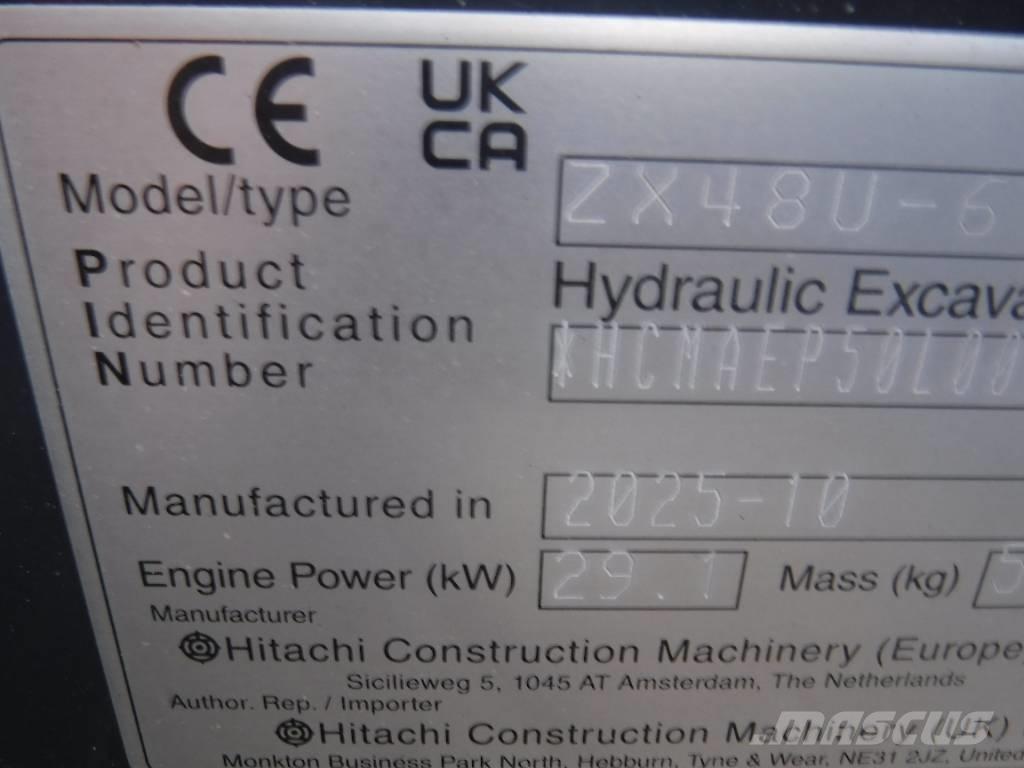 CE UK CA
Model/type ZX48U-6
Product Hydraulic Excava
Identification *HCMAEP50L00
Number
Manufactured in 2025-10
Engine Power (kW) 29.1 Mass (kg) 5
Manufacturer
Hitachi Construction Machinery (Europe
Sicilieweg 5, 1045 AT Amsterdam, The Netherlands
Author. Rep. / Importer
Hitachi Construction Machinery (UK)
Monkton Business Park North, Hebburn, Tyne & Wear, NE31 2JZ, United
MASCUS